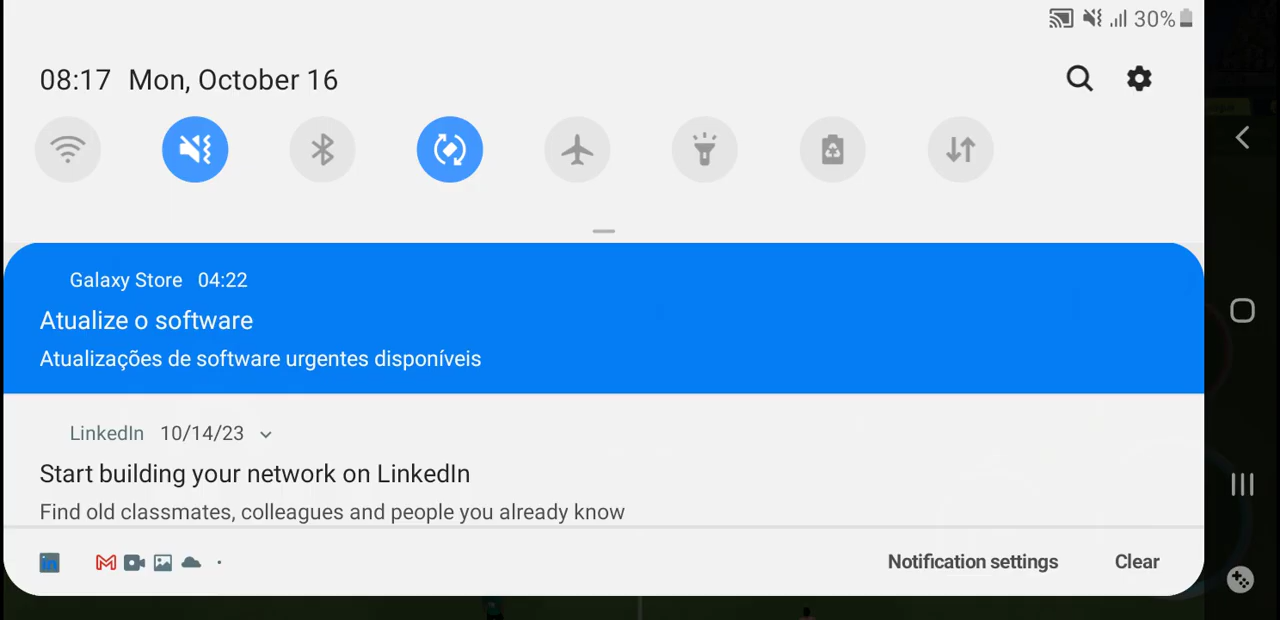 30%
08:17 Mon, October 16
Galaxy Store 04:22
Atualize o software
Atualizações de software urgentes disponíveis
LinkedIn 10/14/23
Start building your network on LinkedIn
Find old classmates, colleagues and people you already know
in
Notification settings Clear